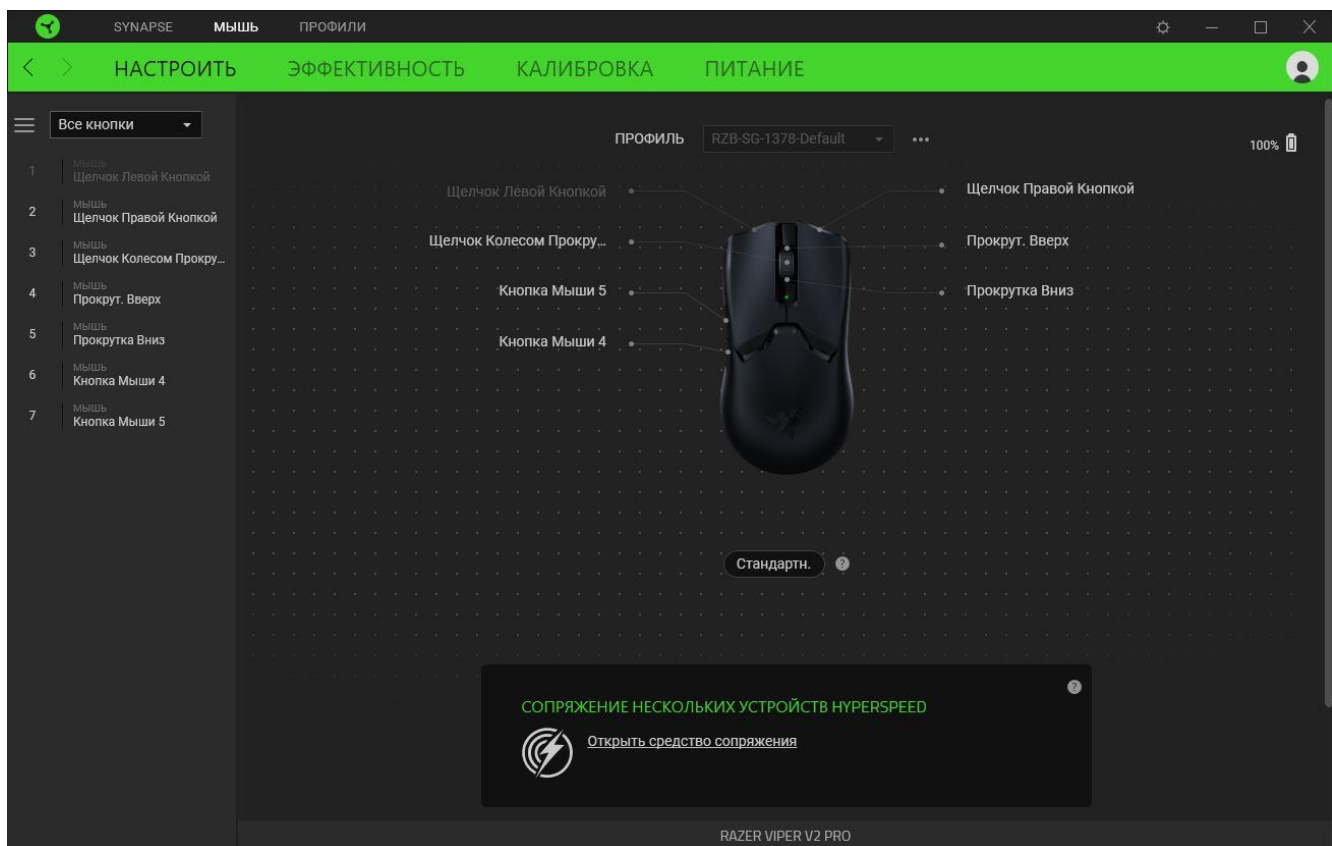 SYNAPSE МЫШЬ ПРОФИЛИ
НАСТРОИТЬ ЭФФЕКТИВНОСТЬ КАЛИБРОВКА ПИТАНИЕ
Все кнопки
ПРОФИЛЬ RZB-SG-1378-Default
100%
1 МЫШЬ
Щелчок Левой Кнопкой
2 МЫШЬ
Щелчок Правой Кнопкой
3 МЫШЬ
Щелчок Колесом Прокру...
4 МЫШЬ
Прокрут. Вверх
5 МЫШЬ
Прокрутка Вниз
6 МЫШЬ
Кнопка Мыши 4
7 МЫШЬ
Кнопка Мыши 5
Щелчок Левой Кнопкой
Щелчок Правой Кнопкой
Щелчок Колесом Прокру...
Прокрут. Вверх
Кнопка Мыши 5
Прокрутка Вниз
Кнопка Мыши 4
Стандартн. ?
?
СОПРЯЖЕНИЕ НЕСКОЛЬКИХ УСТРОЙСТВ HYPERSPEED
Открыть средство сопряжения
RAZER VIPER V2 PRO